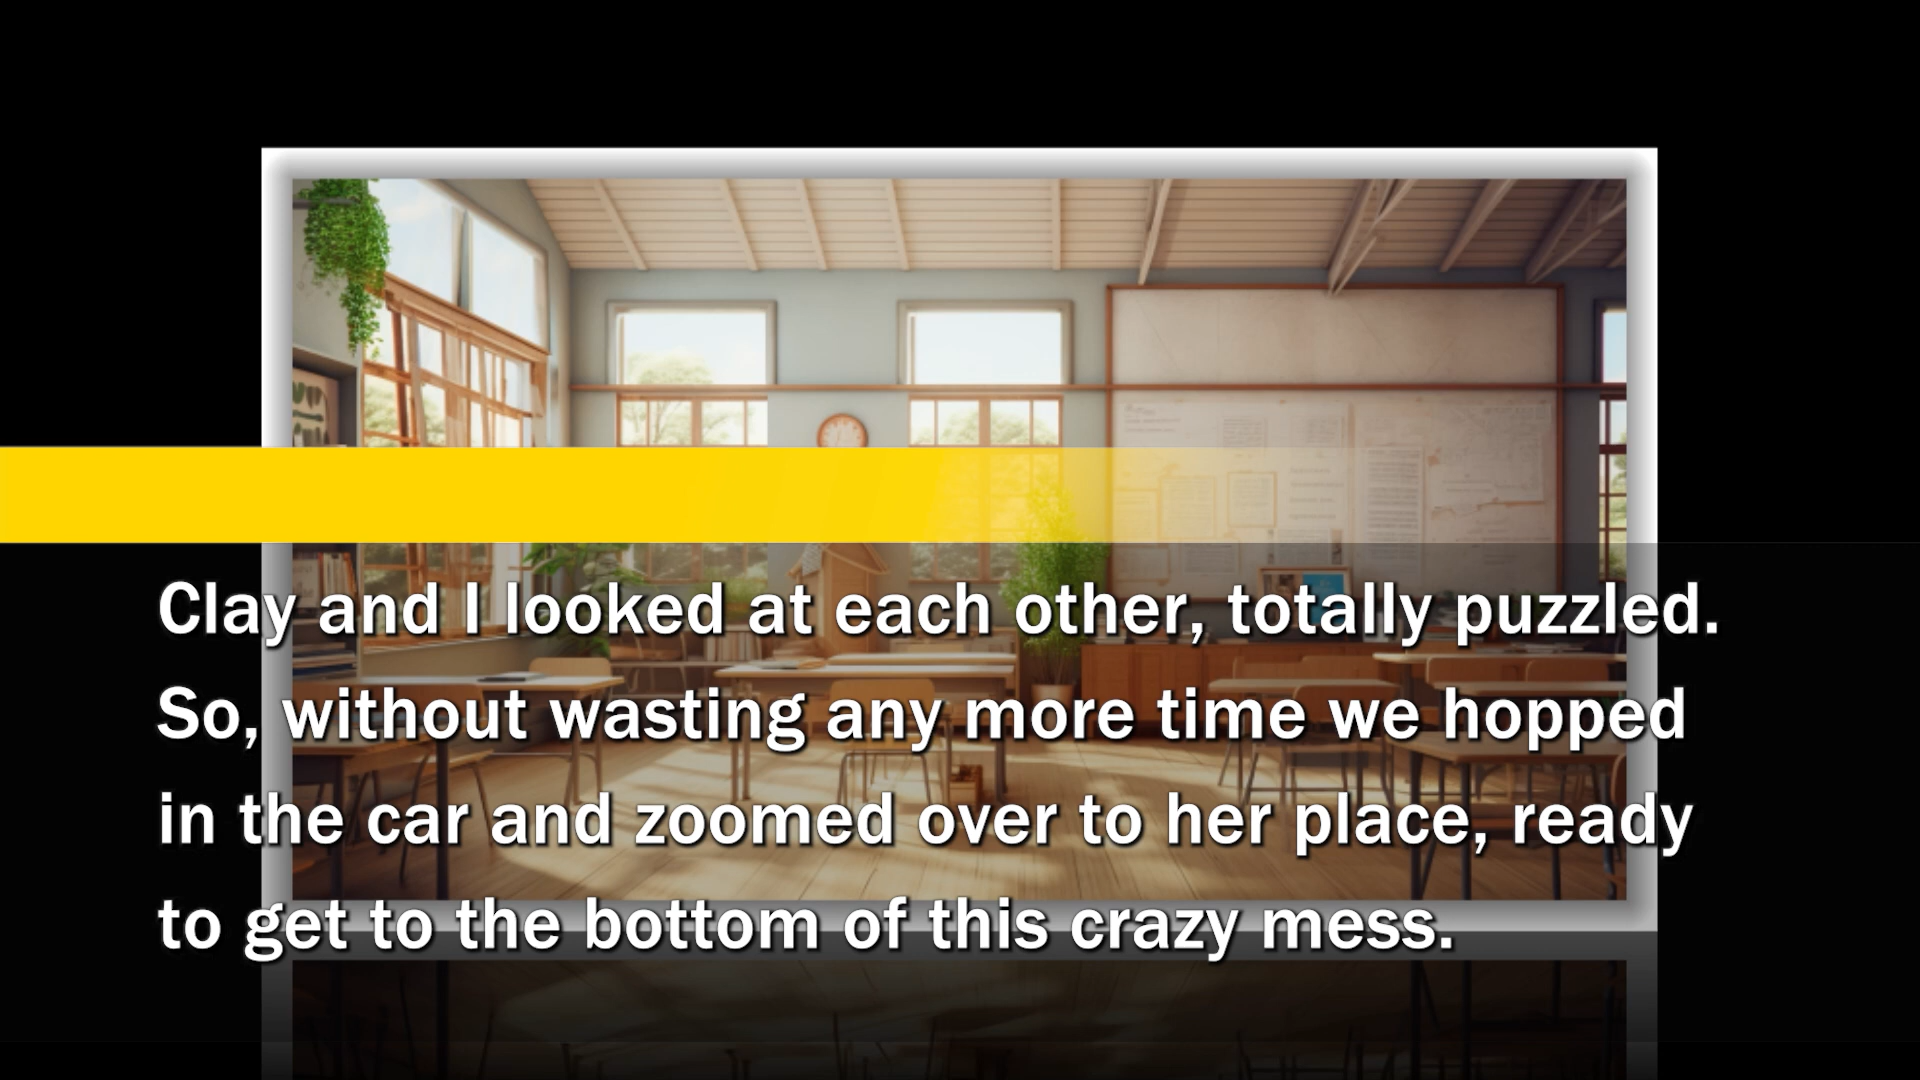 Clay and I looked at each other, totally puzzled.
So, without wasting any more time we hopped
in the car and zoomed over to her place, ready
to get to the bottom of this crazy mess.